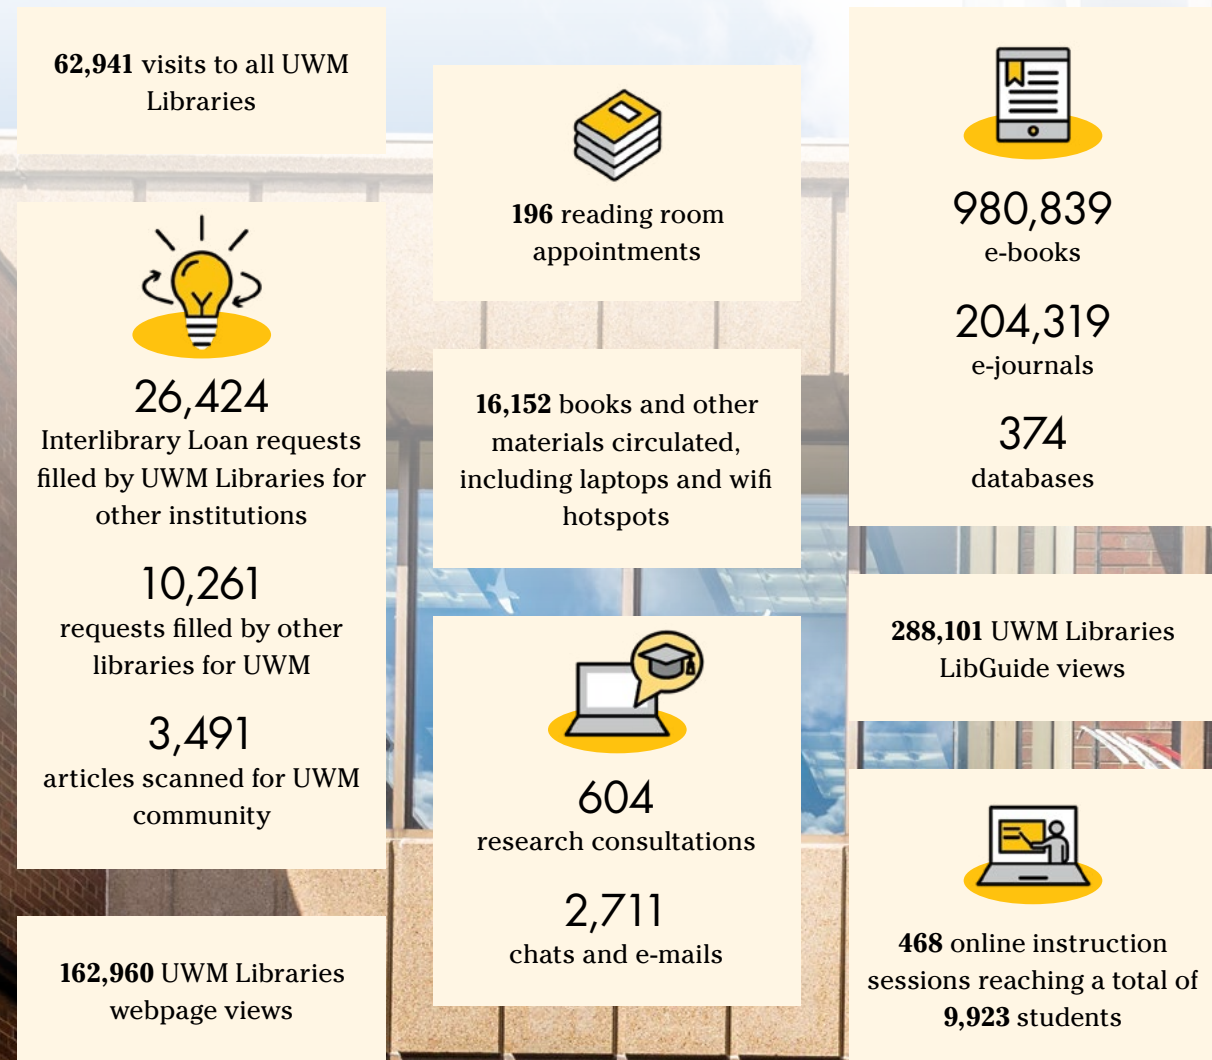 62,941 visits to all UWM
Libraries
26,424
Interlibrary Loan requests
filled by UWM Libraries for
other institutions
10,261
requests filled by other
libraries for UWM
3,491
articles scanned for UWM
community
162,960 UWM Libraries
webpage views
196 reading room
appointments
16,152 books and other
materials circulated,
including laptops and wifi
hotspots
604
research consultations
2,711
chats and e-mails
980,839
e-books
204,319
e-journals
374
databases
288,101 UWM Libraries
LibGuide views
468 online instruction
sessions reaching a total of
9,923 students